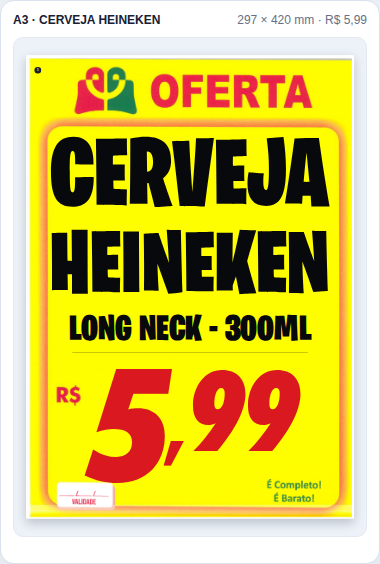 A3 · CERVEJA HEINEKEN
297 × 420 mm · R$ 5,99
OFERTA
CERVEJA
HEINEKEN
LONG NECK - 300ML
R$ 5,99
VALIDADE
É Completo!
É Barato!